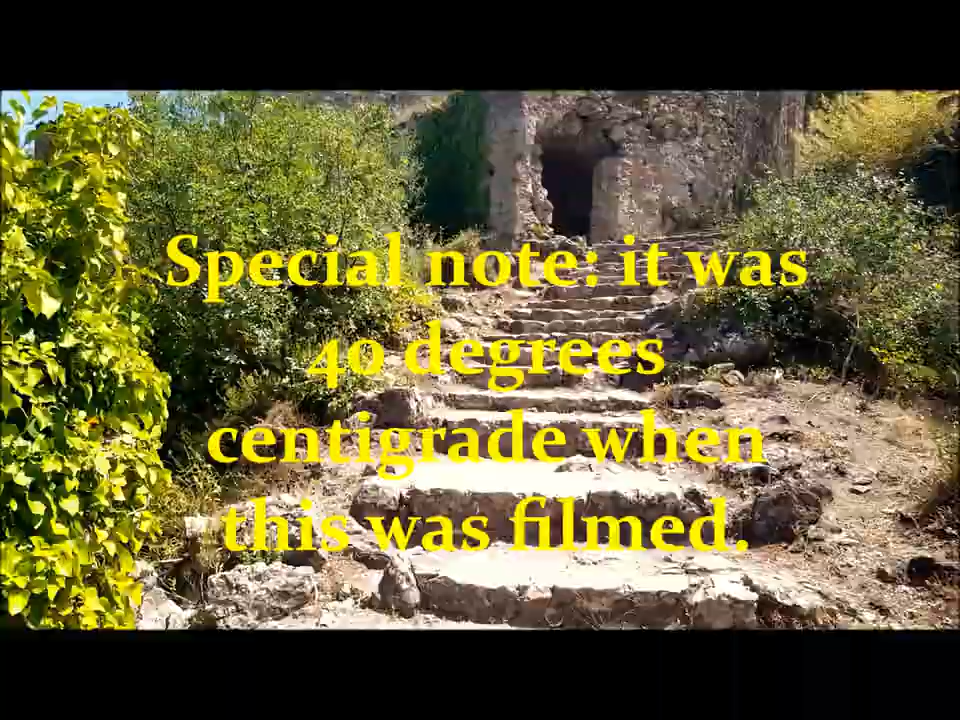 Special note: it was
40 degrees
centigrade when
this was filmed.